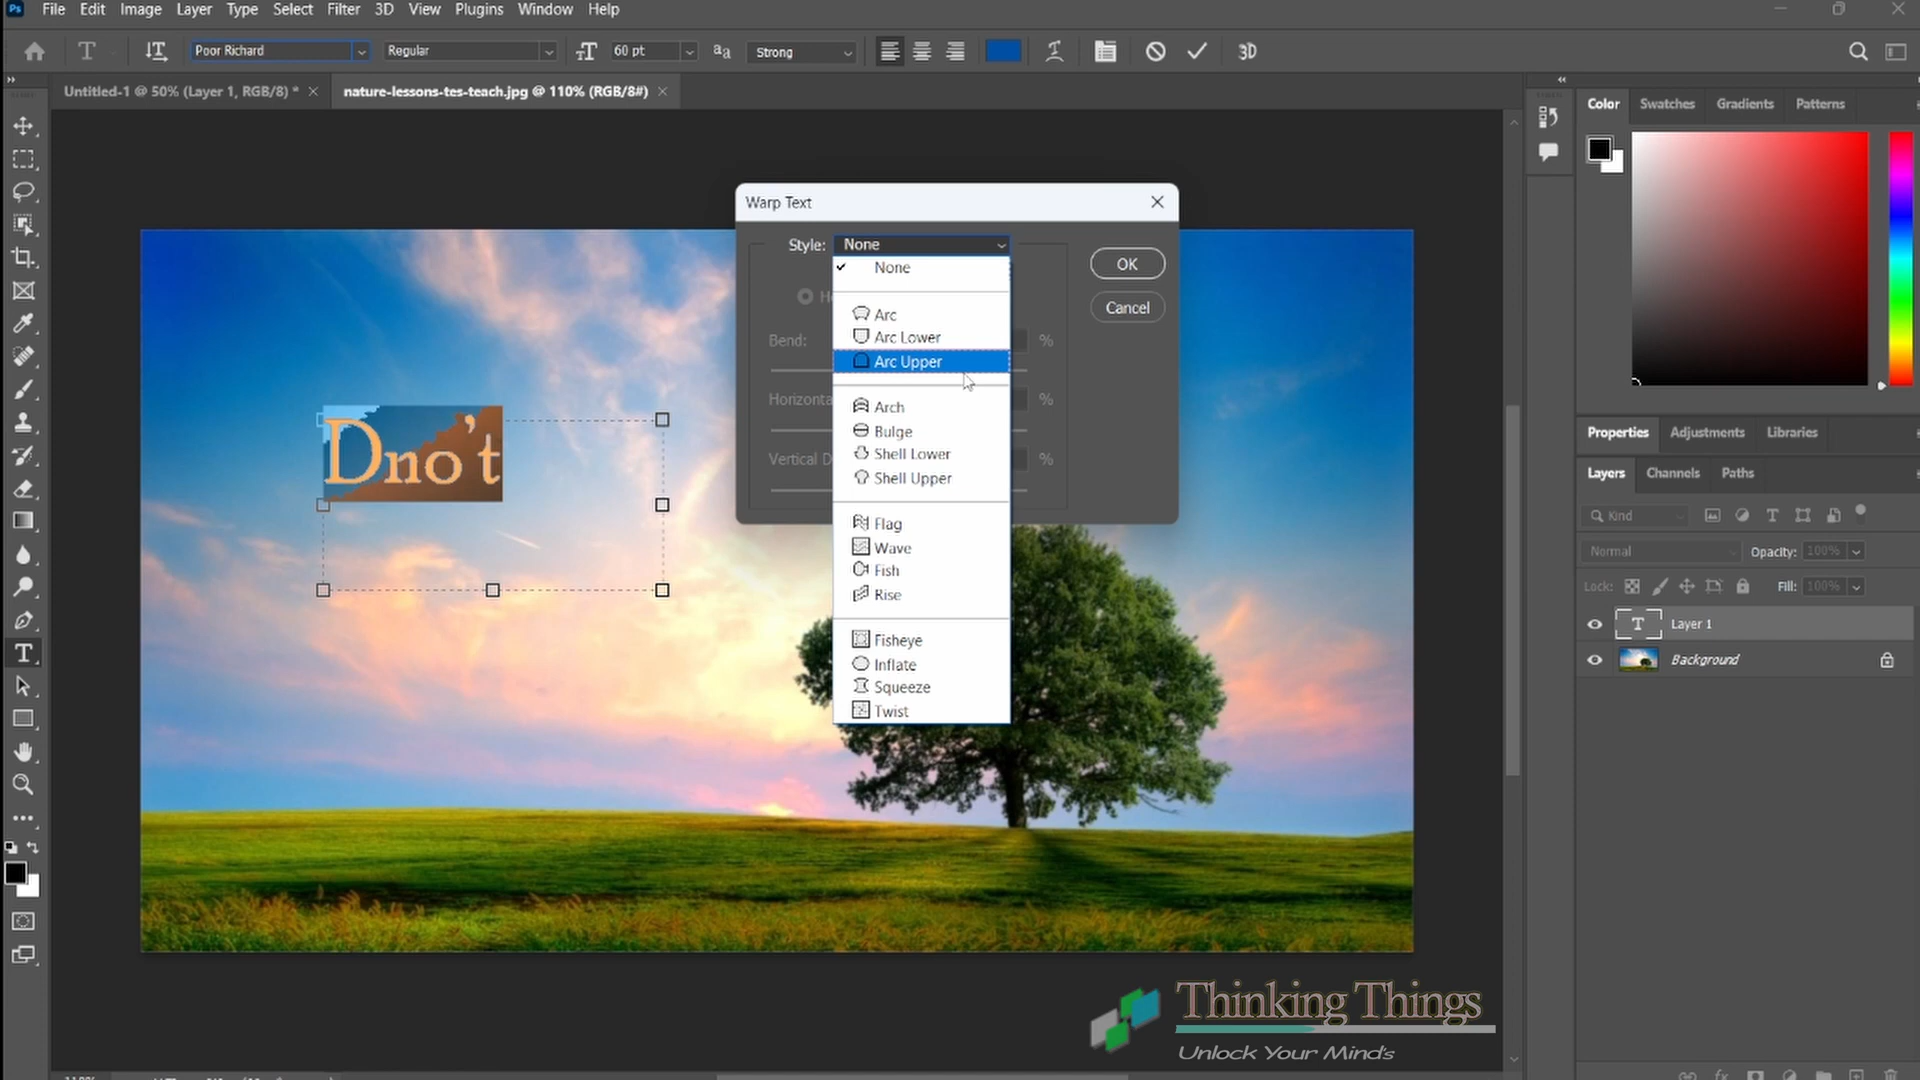 Ps File Edit Image Layer Type Select Filter 3D View Plugins Window Help
Poor Richard Regular 60 pt aa Strong 3D
Untitled-1 @ 50% (Layer 1, RGB/8) * nature-lessons-tes-teach.jpg @ 110% (RGB/8#)
Color Swatches Gradients Patterns
Warp Text
Style: None
OK
Cancel
None
Arc
Arc Lower
Arc Upper
Arch
Bulge
Shell Lower
Shell Upper
Flag
Wave
Fish
Rise
Fisheye
Inflate
Squeeze
Twist
Bend: %
Horizonta %
Vertical D %
Dno't
Properties Adjustments Libraries
Layers Channels Paths
Kind
Normal Opacity: 100%
Lock: Fill: 100%
T Layer 1
Background
Thinking Things
Unlock Your Mind's